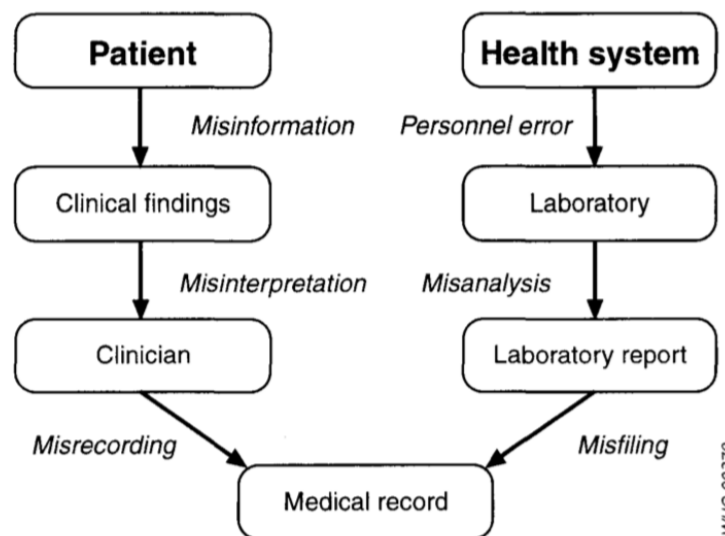 Patient
Health system
Misinformation
Personnel error
Clinical findings
Laboratory
Misinterpretation
Misanalysis
Clinician
Laboratory report
Misrecording
Misfiling
Medical record